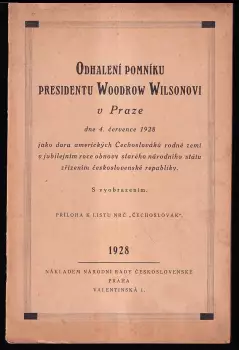 ODHALENÍ POMNÍKU
PRESIDENTU WOODROW WILSONOVI
v Praze
dne 4. července 1928
jako daru amerických Čechoslováků rodné zemi
v jubilejním roce obnovy starého národního státu
zřízením československé republiky.
S vyobrazením.
PŘÍLOHA K LISTU NRČ „ČECHOSLOVÁK“.
1928
NÁKLADEM NÁRODNÍ RADY ČESKOSLOVENSKÉ
PRAHA
VALENTINSKÁ 1.